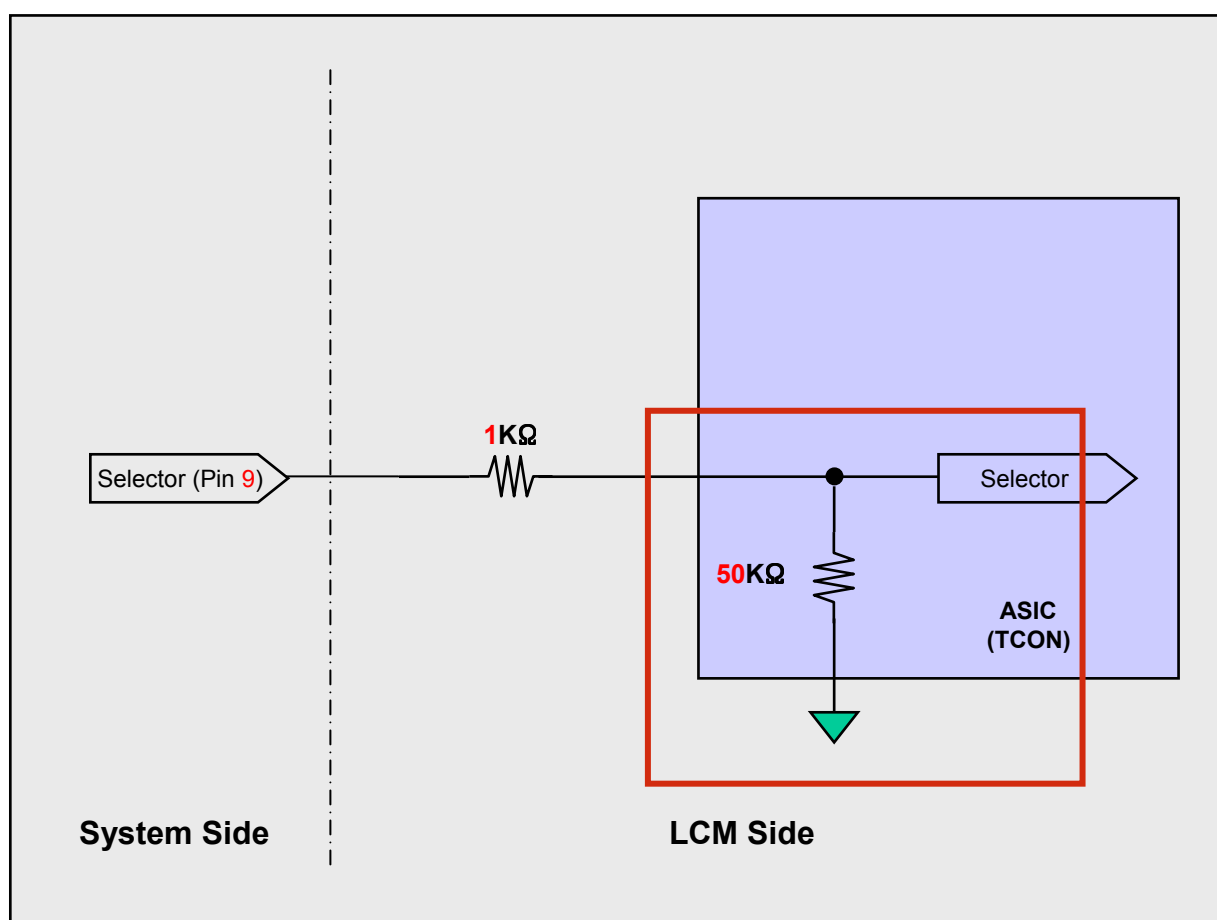 1KΩ
Selector (Pin 9)
Selector
50KΩ
ASIC
(TCON)
System Side
LCM Side